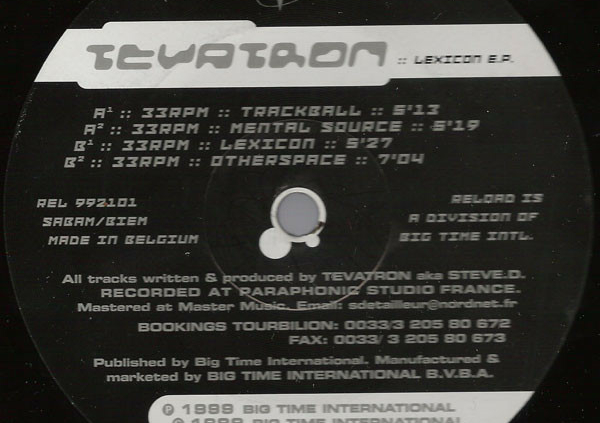 TEVATRON :: LEXICON E.P.
A¹ :: 33RPM :: TRACKBALL :: 5'13
A² :: 33RPM :: MENTAL SOURCE :: 5'19
B¹ :: 33RPM :: LEXICON :: 5'27
B² :: 33RPM :: OTHERSPACE :: 7'04
REL 992101
SABAM/BIEM
MADE IN BELGIUM
RELOAD IS
A DIVISION OF
BIG TIME INTL.
All tracks written & produced by TEVATRON aka STEVE.D.
RECORDED AT PARAPHONIC STUDIO FRANCE.
Mastered at Master Music. Email: sdetailleur@nordnet.fr
BOOKINGS TOURBILION: 0033/3 205 80 672
FAX: 0033/3 205 80 673
Published by Big Time International. Manufactured &
marketed by BIG TIME INTERNATIONAL B.V.B.A.
℗ 1999 BIG TIME INTERNATIONAL
© 1999 BIG TIME INTERNATIONAL